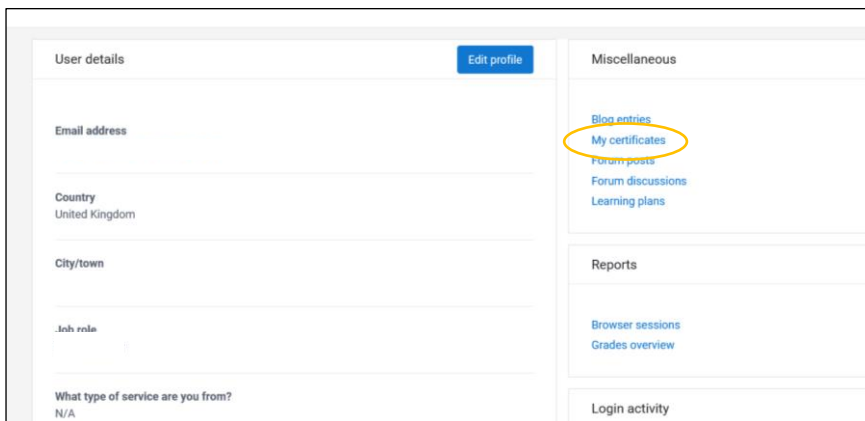 User details
Edit profile
Email address
Country
United Kingdom
City/town
Job role
What type of service are you from?
N/A
Miscellaneous
Blog entries
My certificates
Forum posts
Forum discussions
Learning plans
Reports
Browser sessions
Grades overview
Login activity